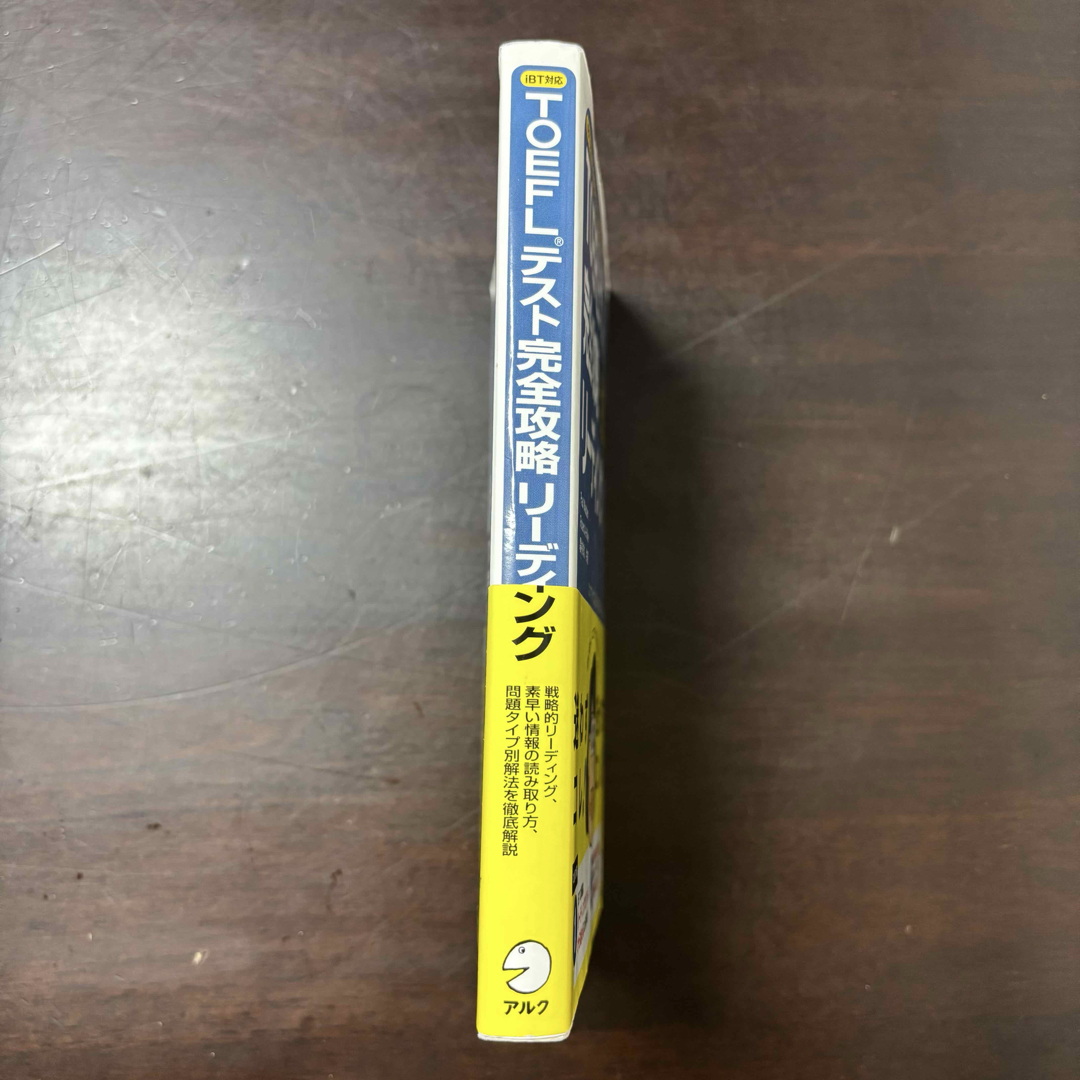 iBT対応
TOEFL®テスト完全攻略 リーディング
戦略的リーディング、
素早い情報の読み取り方、
問題タイプ別解法を徹底解説
アルク